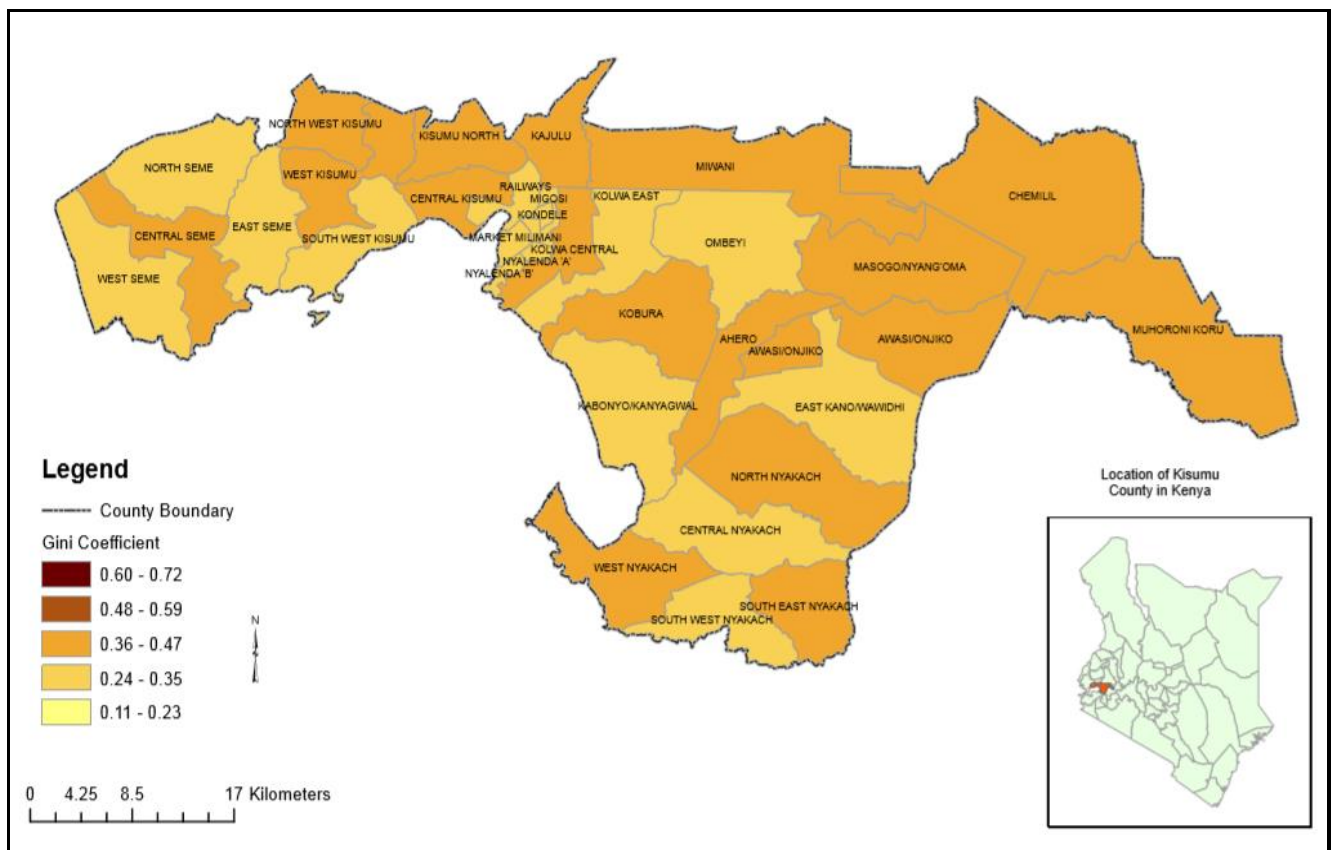 NORTH WEST KISUMU
KISUMU NORTH
KAJULU
NORTH SEME
MIWANI
WEST KISUMU
RAILWAYS
CENTRAL KISUMU
MIGOSI
KOLWA EAST
CHEMILIL
KONDELE
CENTRAL SEME
EAST SEME
SOUTH WEST KISUMU
MARKET MILIMANI
OMBEYI
KOLWA CENTRAL
NYALENDA 'A'
MASOGO/NYANG'OMA
NYALENDA 'B'
WEST SEME
KOBURA
MUHORONI KORU
AHERO
AWASI/ONJIKO
AWASI/ONJIKO
KABONYO/KANYAGWAL
EAST KANO/WAWIDHI
NORTH NYAKACH
CENTRAL NYAKACH
WEST NYAKACH
SOUTH EAST NYAKACH
SOUTH WEST NYAKACH
Legend
County Boundary
Gini Coefficient
0.60 - 0.72
0.48 - 0.59
0.36 - 0.47
0.24 - 0.35
0.11 - 0.23
N
0 4.25 8.5 17 Kilometers
Location of Kisumu
County in Kenya